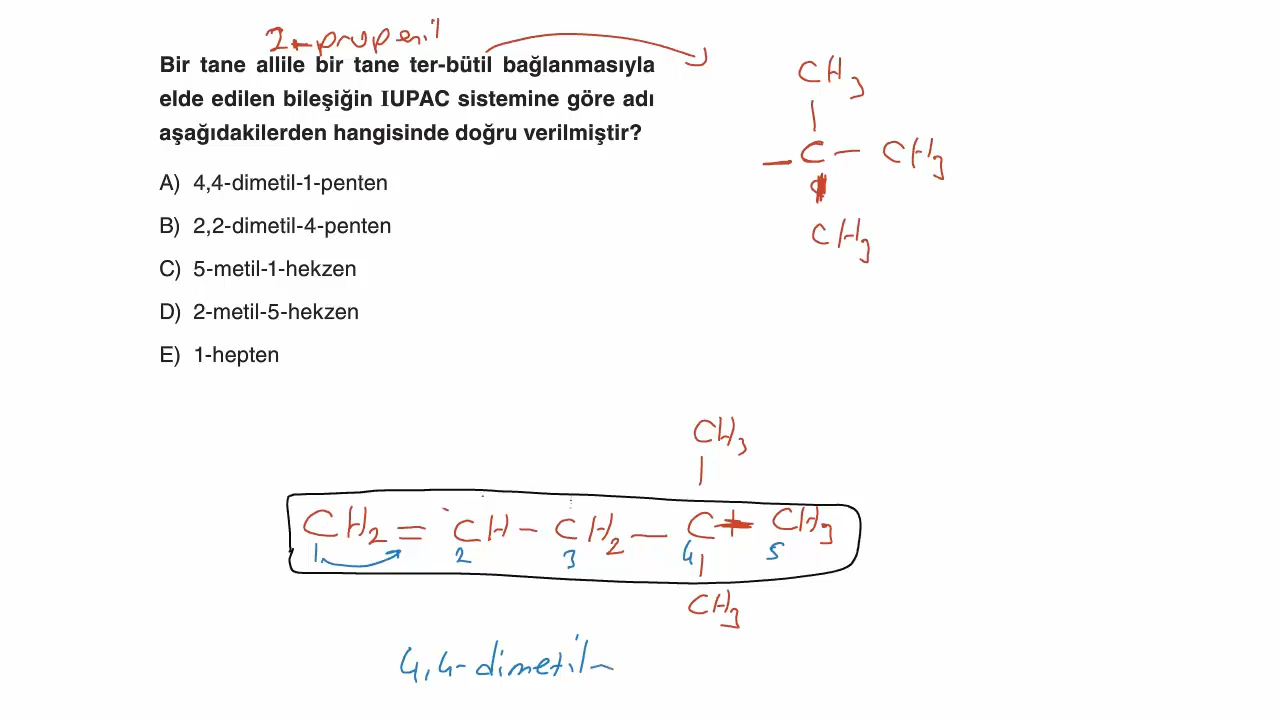 2-propenil
Bir tane allile bir tane ter-bütil bağlanmasıyla
elde edilen bileşiğin IUPAC sistemine göre adı
aşağıdakilerden hangisinde doğru verilmiştir?
A) 4,4-dimetil-1-penten
B) 2,2-dimetil-4-penten
C) 5-metil-1-hekzen
D) 2-metil-5-hekzen
E) 1-hepten
CH3
|
— C — CH3
CH3
CH3
|
CH2 = CH - CH2 — C - CH3
1 2 3 4 5
|
CH3
4,4-dimetil-